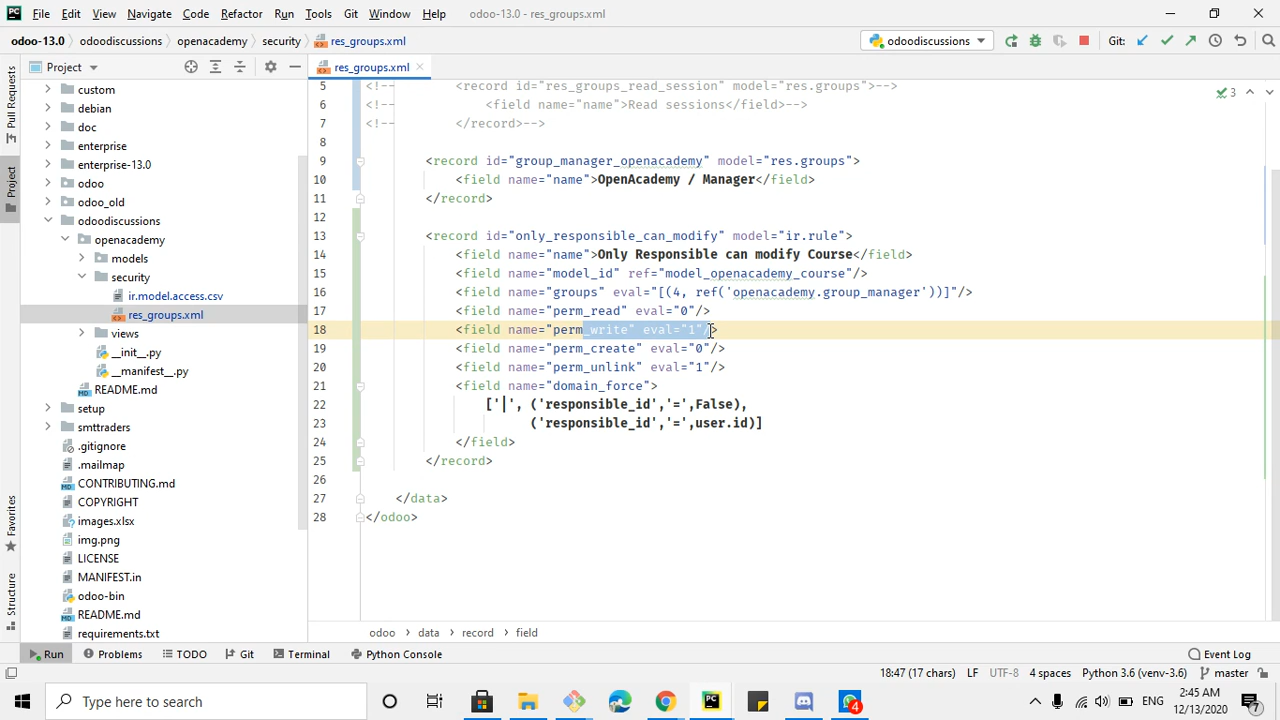 PC File Edit View Navigate Code Refactor Run Tools Git Window Help odoo-13.0 - res_groups.xml
odoo-13.0 odoodiscussions openacademy security res_groups.xml odoodiscussions Git:
Project res_groups.xml
Pull Requests
Project
Favorites
Structure
custom
debian
doc
enterprise
enterprise-13.0
odoo
odoo_old
odoodiscussions
openacademy
models
security
ir.model.access.csv
res_groups.xml
views
__init__.py
__manifest__.py
README.md
setup
smttraders
.gitignore
.mailmap
CONTRIBUTING.md
COPYRIGHT
images.xlsx
img.png
LICENSE
MANIFEST.in
odoo-bin
README.md
requirements.txt
3
5 <!-- <record id="res_groups_read_session" model="res.groups">-->
6 <!-- <field name="name">Read sessions</field>-->
7 <!-- </record>-->
8
9 <record id="group_manager_openacademy" model="res.groups">
10 <field name="name">OpenAcademy / Manager</field>
11 </record>
12
13 <record id="only_responsible_can_modify" model="ir.rule">
14 <field name="name">Only Responsible can modify Course</field>
15 <field name="model_id" ref="model_openacademy_course"/>
16 <field name="groups" eval="[(4, ref('openacademy.group_manager'))]"/>
17 <field name="perm_read" eval="0"/>
18 <field name="perm_write" eval="1"/>
19 <field name="perm_create" eval="0"/>
20 <field name="perm_unlink" eval="1"/>
21 <field name="domain_force">
22 ['|', ('responsible_id','=',False),
23 ('responsible_id','=',user.id)]
24 </field>
25 </record>
26
27 </data>
28 </odoo>
odoo › data › record › field
Run Problems TODO Git Terminal Python Console Event Log
18:47 (17 chars) LF UTF-8 4 spaces Python 3.6 (venv-3.6) master
Type here to search
4
ENG
2:45 AM
12/13/2020
7